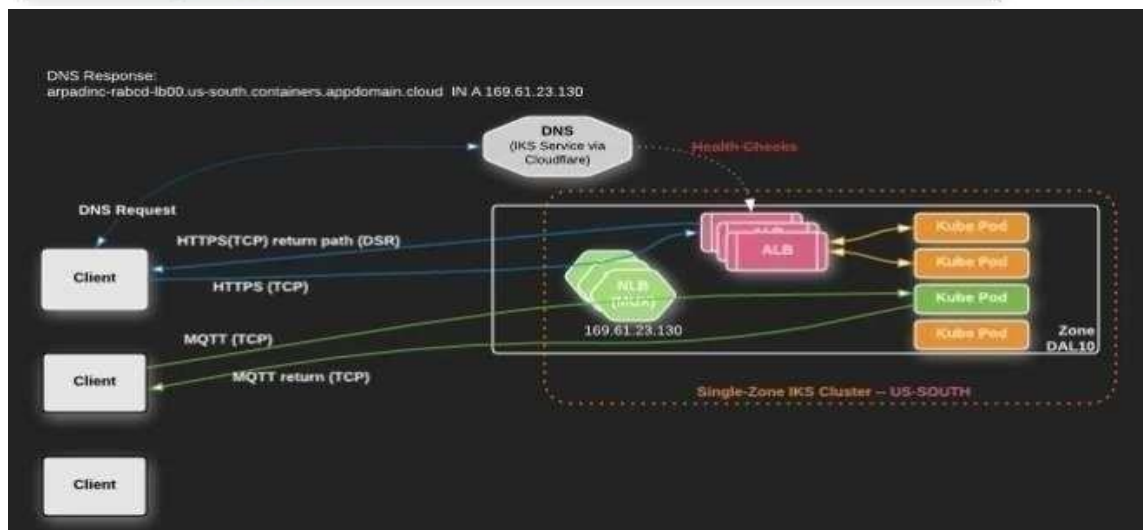 DNS Response:
arpadinc-rabcd-lb00.us-south.containers.appdomain.cloud IN A 169.61.23.130
DNS
(IKS Service via
Cloudflare)
Health Checks
DNS Request
HTTPS(TCP) return path (DSR)
Client
HTTPS (TCP)
ALB
ALB
Kube Pod
Kube Pod
NLB
(MUX)
Kube Pod
169.61.23.130
Kube Pod
Zone
DAL10
MQTT (TCP)
Client
MQTT return (TCP)
Single-Zone IKS Cluster -- US-SOUTH
Client